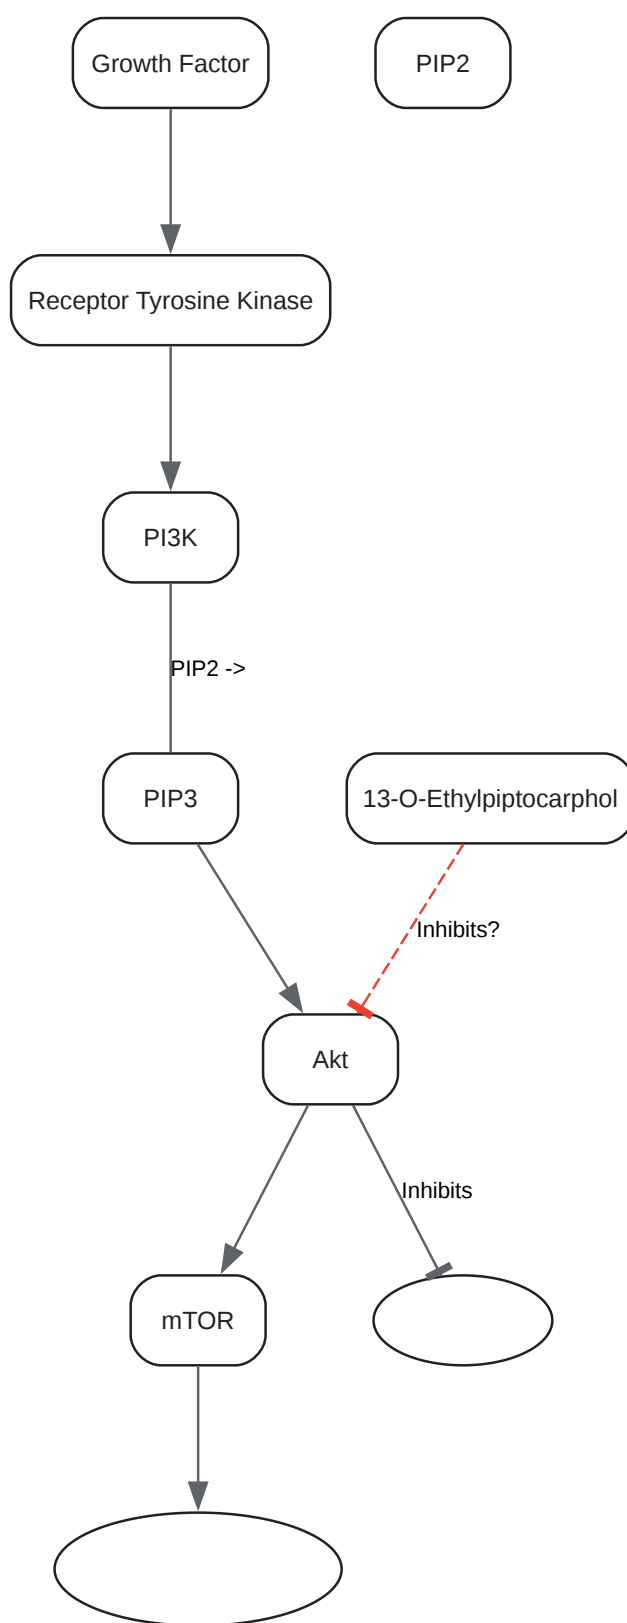 Growth Factor
PIP2
Receptor Tyrosine Kinase
PI3K
PIP2 ->
PIP3
13-O-Ethylpiptocarphol
Inhibits?
Akt
Inhibits
mTOR